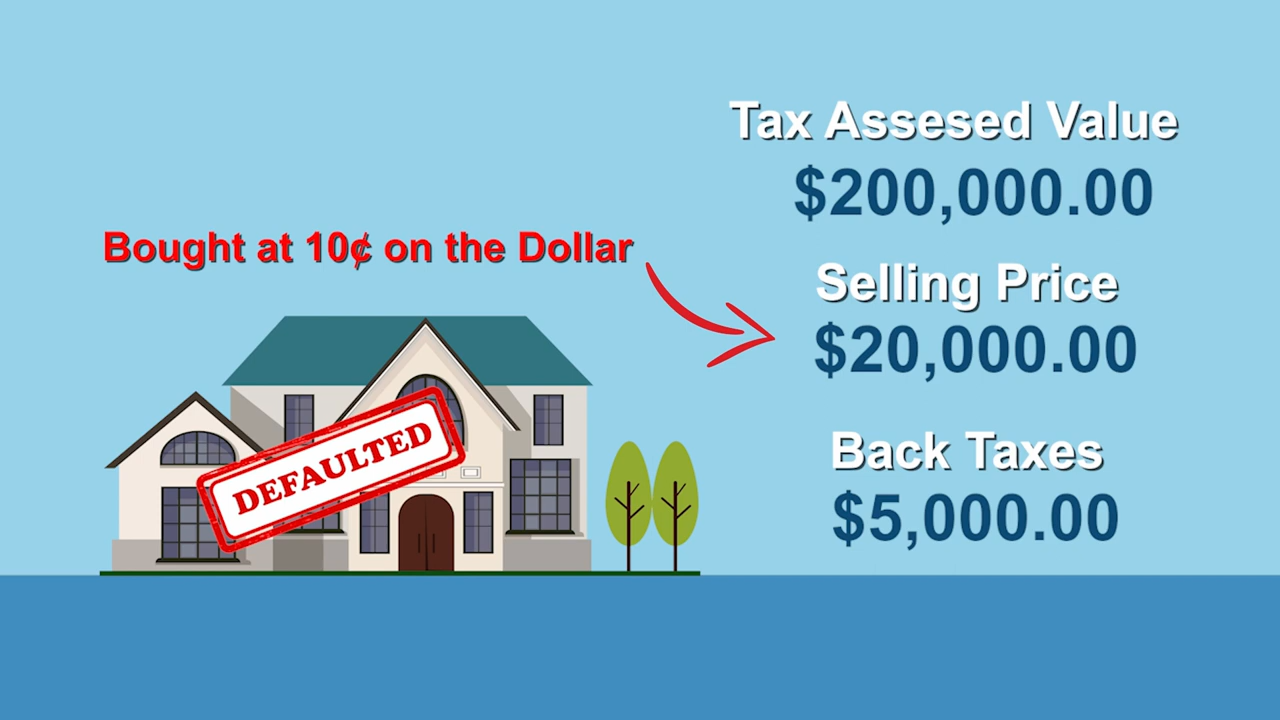 Tax Assesed Value
$200,000.00
Bought at 10¢ on the Dollar
Selling Price
$20,000.00
DEFAULTED
Back Taxes
$5,000.00